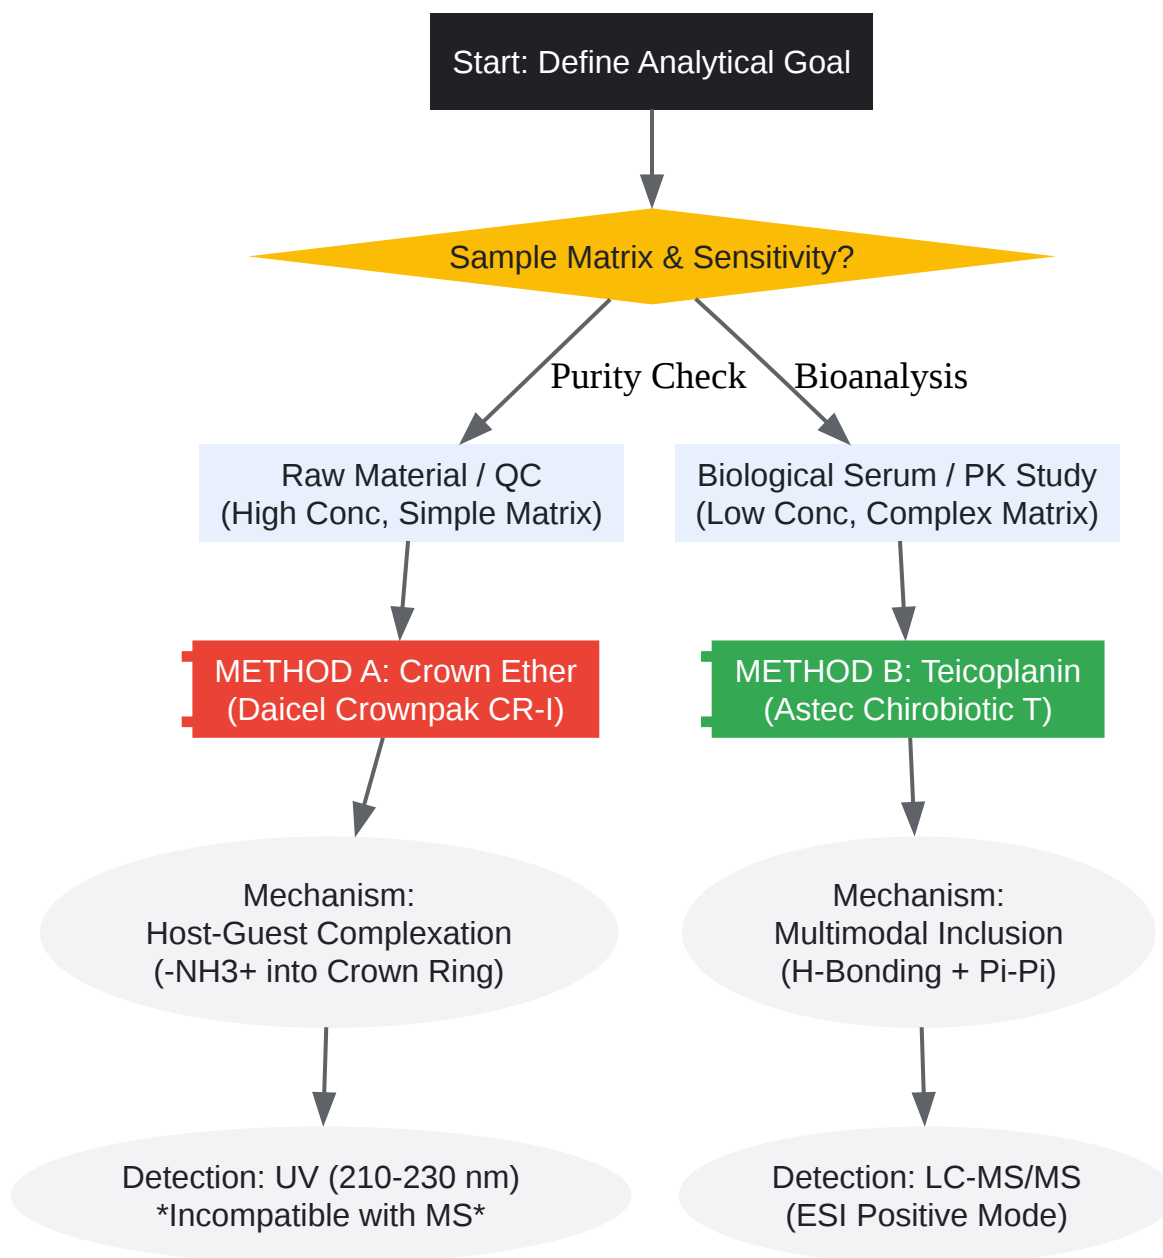 Start: Define Analytical Goal
Sample Matrix & Sensitivity?
Purity Check
Bioanalysis
Raw Material / QC
(High Conc, Simple Matrix)
Biological Serum / PK Study
(Low Conc, Complex Matrix)
METHOD A: Crown Ether
(Daicel Crownpak CR-I)
METHOD B: Teicoplanin
(Astec Chirobiotic T)
Mechanism:
Host-Guest Complexation
(-NH3+ into Crown Ring)
Mechanism:
Multimodal Inclusion
(H-Bonding + Pi-Pi)
Detection: UV (210-230 nm)
*Incompatible with MS*
Detection: LC-MS/MS
(ESI Positive Mode)